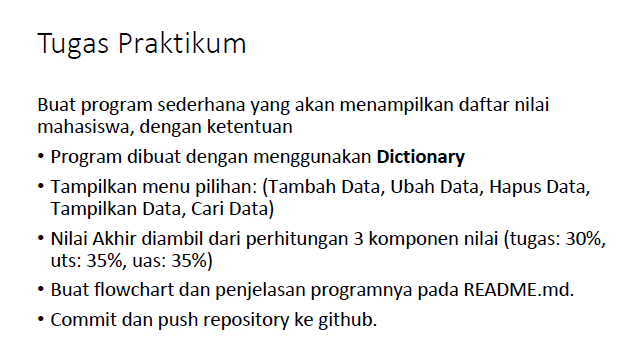 Tugas Praktikum
Buat program sederhana yang akan menampilkan daftar nilai
mahasiswa, dengan ketentuan
• Program dibuat dengan menggunakan Dictionary
• Tampilkan menu pilihan: (Tambah Data, Ubah Data, Hapus Data,
Tampilkan Data, Cari Data)
• Nilai Akhir diambil dari perhitungan 3 komponen nilai (tugas: 30%,
uts: 35%, uas: 35%)
• Buat flowchart dan penjelasan programnya pada README.md.
• Commit dan push repository ke github.